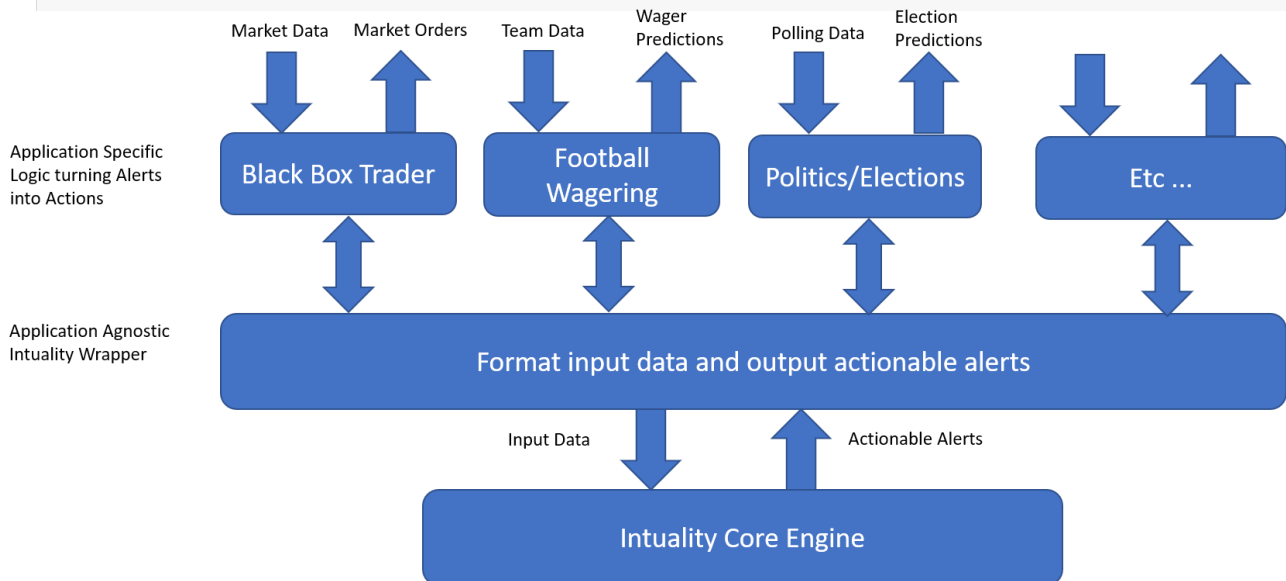 Market Data
Market Orders
Team Data
Wager
Predictions
Polling Data
Election
Predictions
Application Specific
Logic turning Alerts
into Actions
Black Box Trader
Football
Wagering
Politics/Elections
Etc ...
Application Agnostic
Intuality Wrapper
Format input data and output actionable alerts
Input Data
Actionable Alerts
Intuality Core Engine